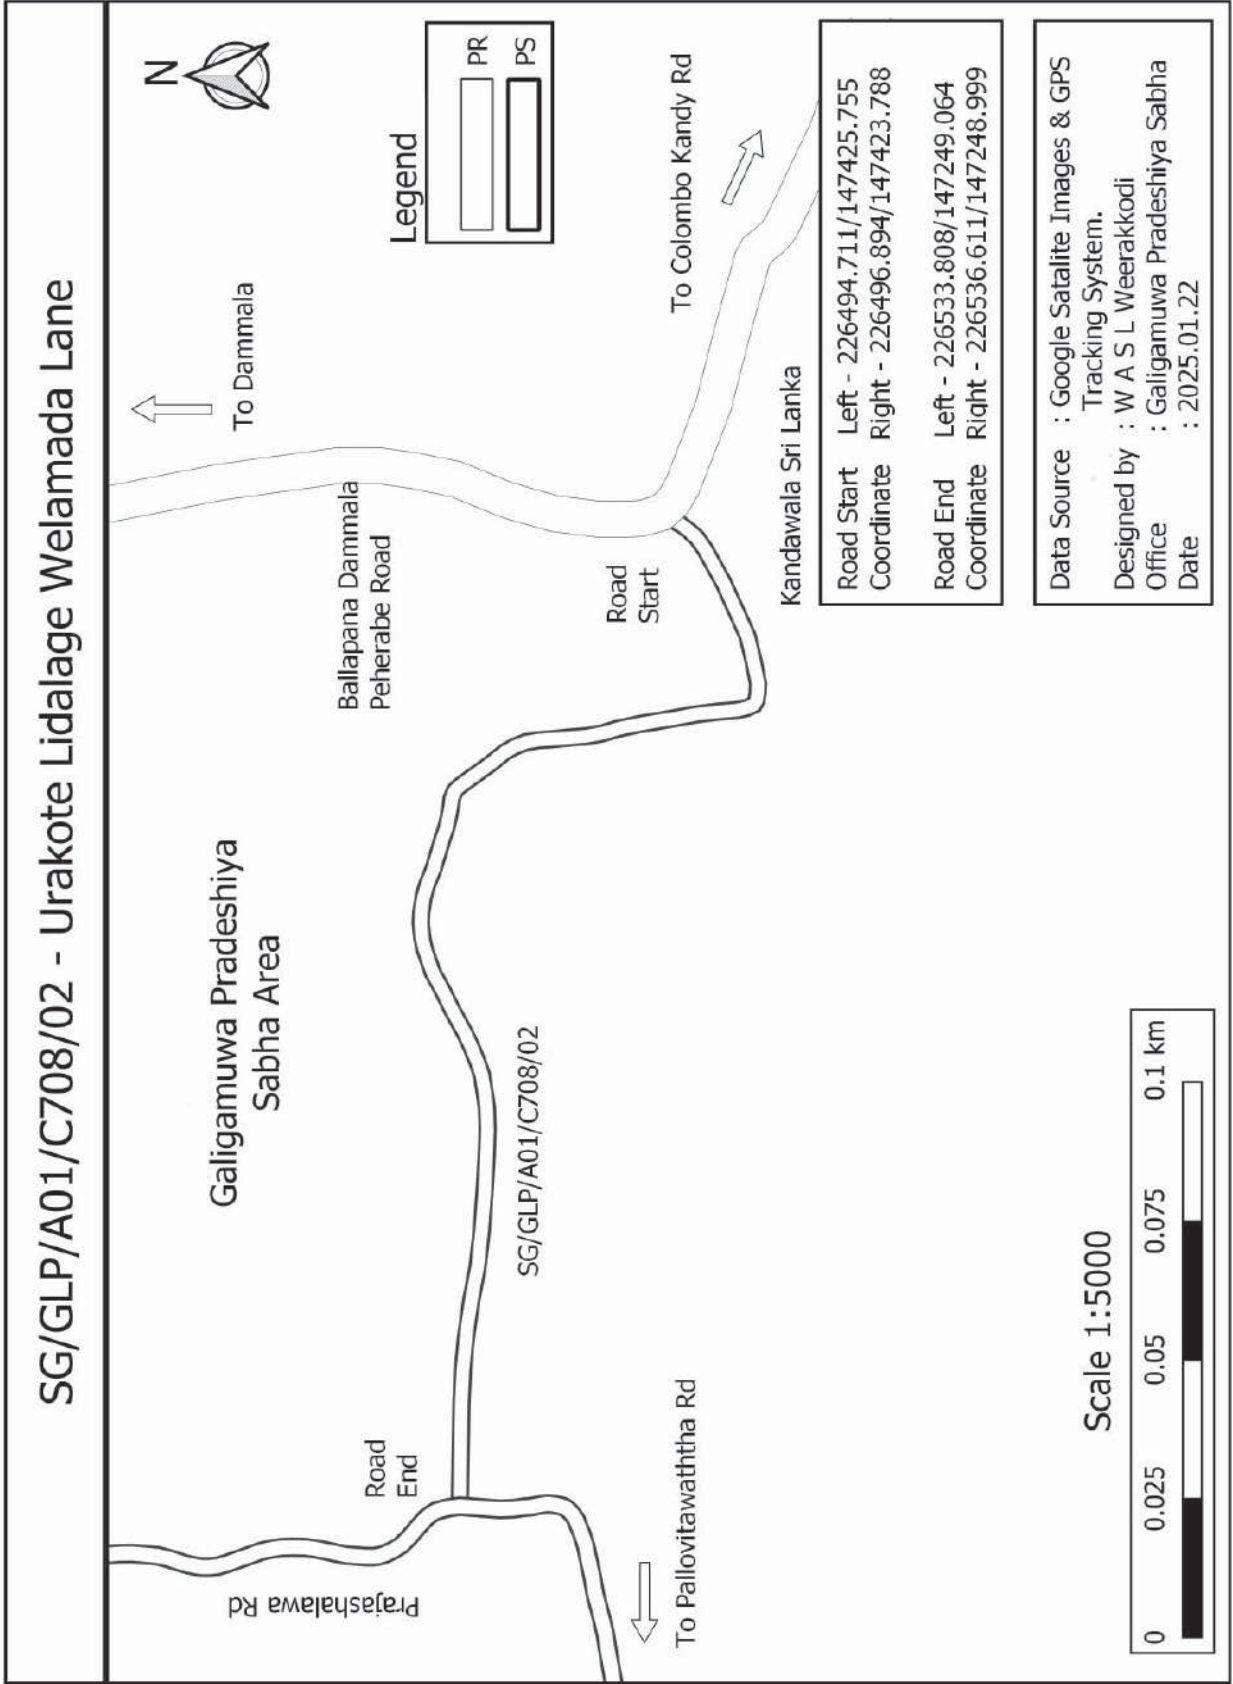 SG/GLP/A01/C708/02 - Urakote Lidalage Welamada Lane
N
To Dammala
Legend
PR
PS
Galigamuwa Pradeshiya
Sabha Area
Ballapana Dammala
Peherabe Road
Prajashalawa Rd
Road
End
SG/GLP/A01/C708/02
Road
Start
To Colombo Kandy Rd
To Pallovitawaththa Rd
Kandawala Sri Lanka
Road Start Left - 226494.711/147425.755
Coordinate Right - 226496.894/147423.788
Road End Left - 226533.808/147249.064
Coordinate Right - 226536.611/147248.999
Data Source : Google Satalite Images & GPS
Tracking System.
Designed by : W A S L Weerakkodi
Office : Galigamuwa Pradeshiya Sabha
Date : 2025.01.22
Scale 1:5000
0 0.025 0.05 0.075 0.1 km